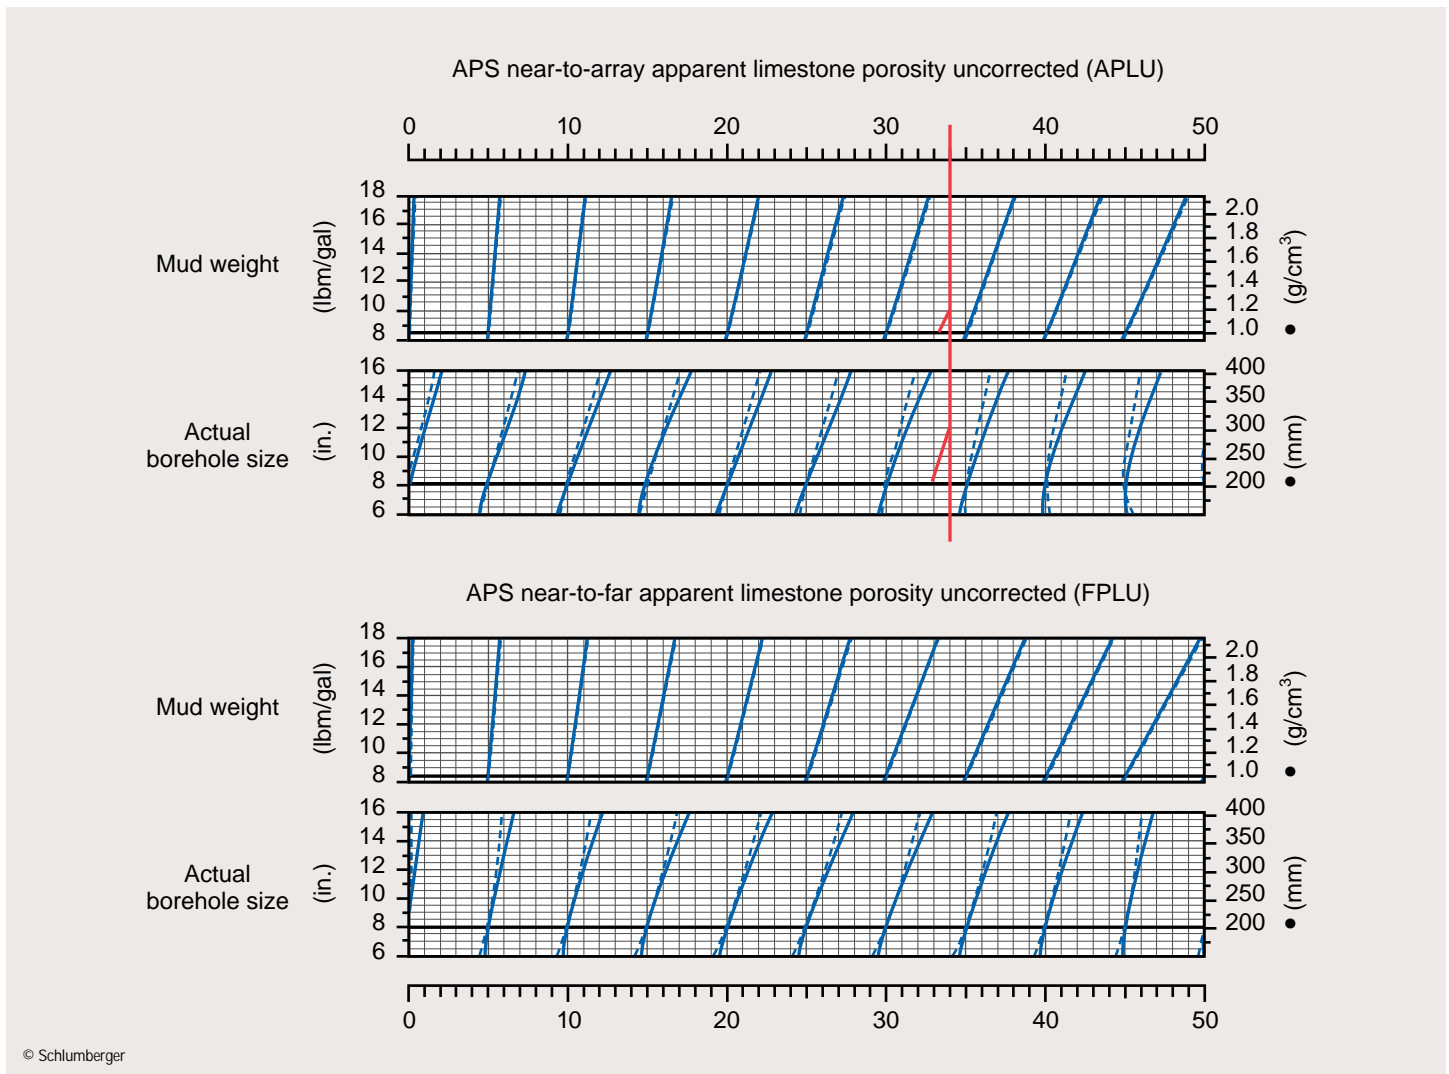 APS near-to-array apparent limestone porosity uncorrected (APLU)
0 10 20 30 40 50
Mud weight
(lbm/gal)
18
16
14
12
10
8
2.0
1.8
1.6
1.4
1.2
1.0
• (g/cm³)
Actual
borehole size
(in.)
16
14
12
10
8
6
400
350
300
250
200
• (mm)
APS near-to-far apparent limestone porosity uncorrected (FPLU)
Mud weight
(lbm/gal)
18
16
14
12
10
8
2.0
1.8
1.6
1.4
1.2
1.0
• (g/cm³)
Actual
borehole size
(in.)
16
14
12
10
8
6
400
350
300
250
200
• (mm)
0 10 20 30 40 50
© Schlumberger